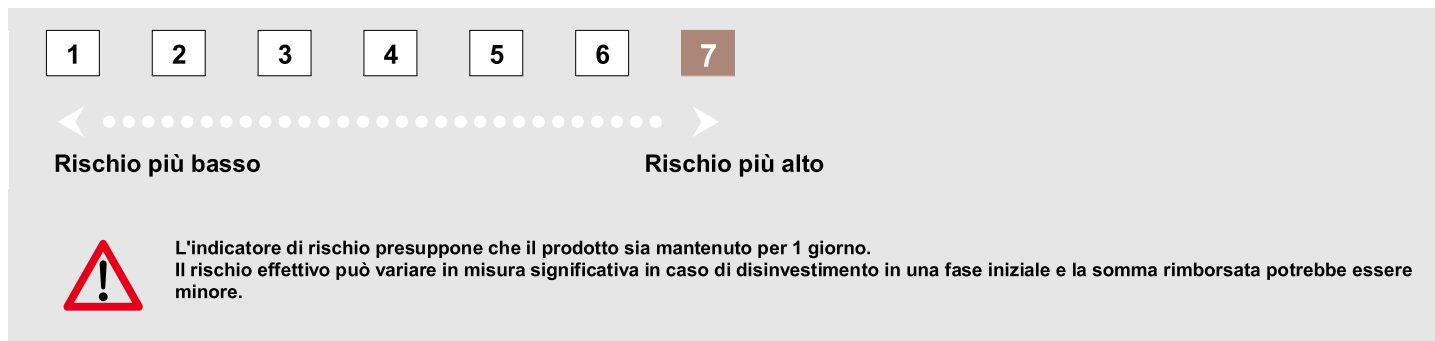 1 2 3 4 5 6 7
Rischio più basso Rischio più alto
L'indicatore di rischio presuppone che il prodotto sia mantenuto per 1 giorno.
Il rischio effettivo può variare in misura significativa in caso di disinvestimento in una fase iniziale e la somma rimborsata potrebbe essere
minore.